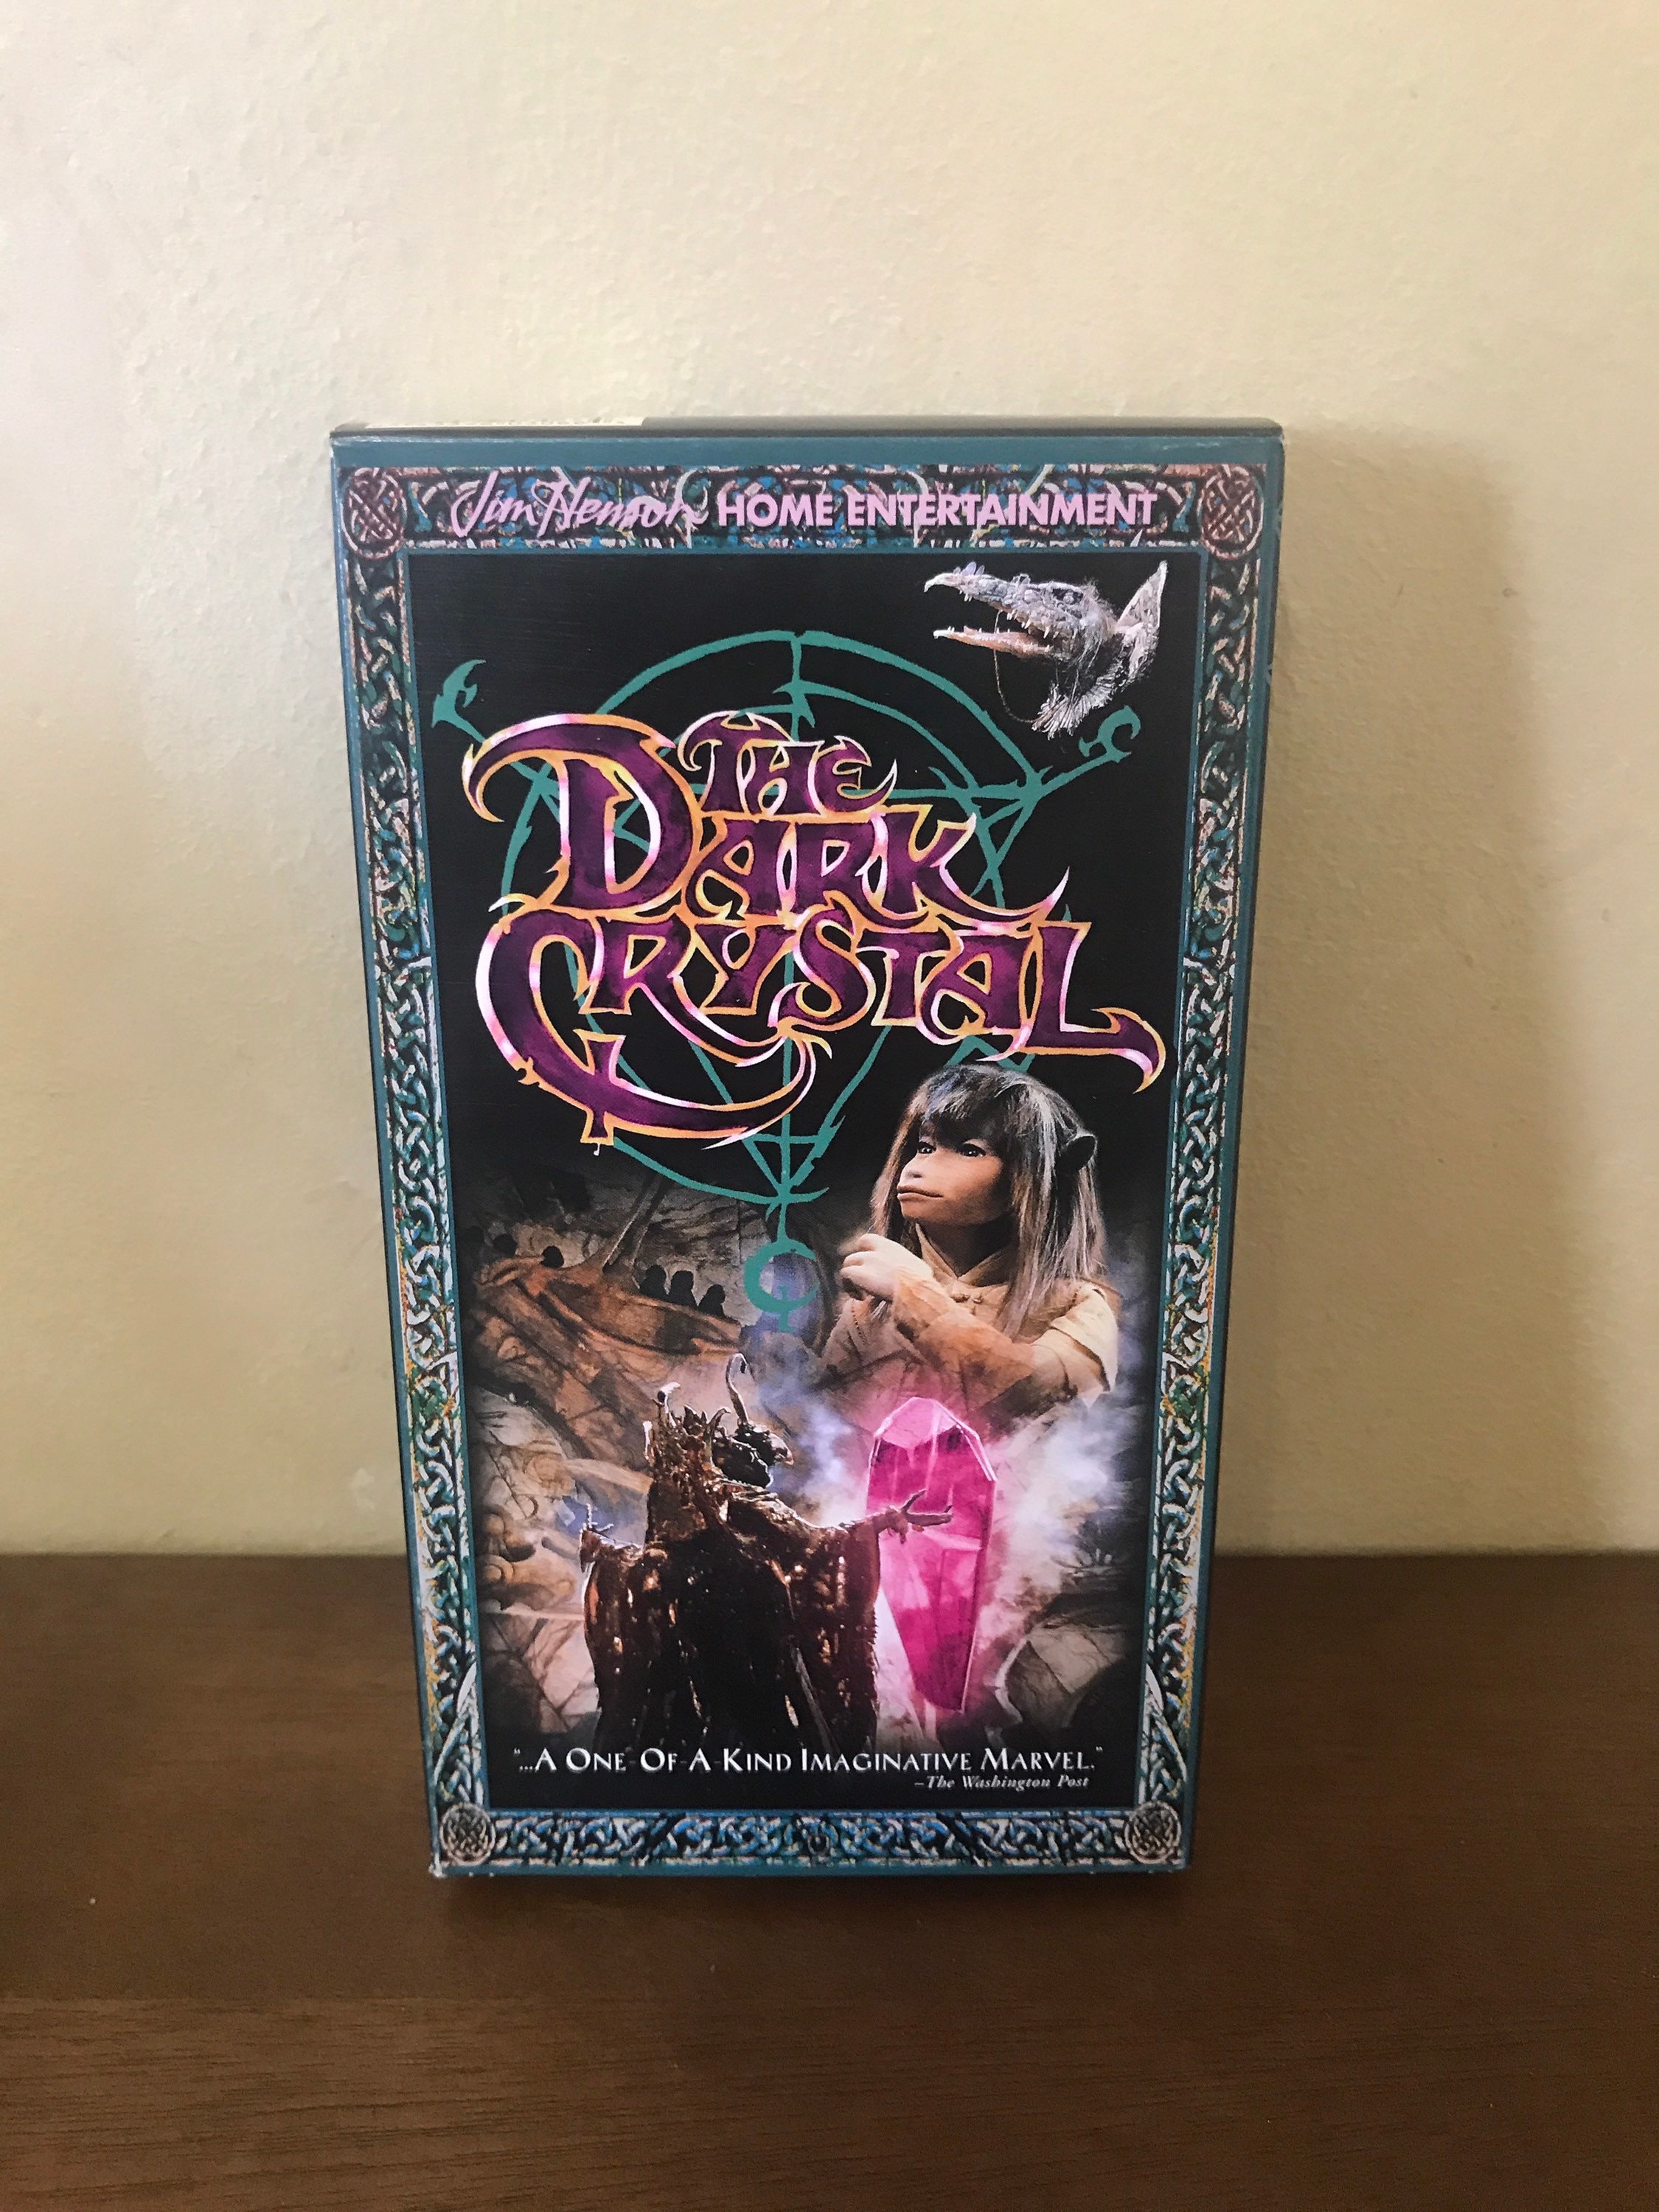 Jim Henson HOME ENTERTAINMENT
THE
DARK
CRYSTAL
"...A ONE-OF-A-KIND IMAGINATIVE MARVEL."
–The Washington Post